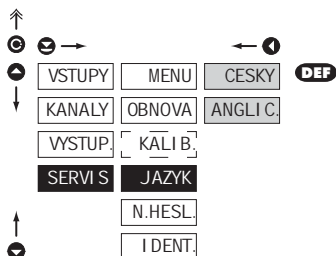 VSTUPY MENU CESKY DEF
KANALY OBNOVA ANGLIC.
VYSTUP. KALIB.
SERVIS JAZYK
N.HESL.
IDENT.